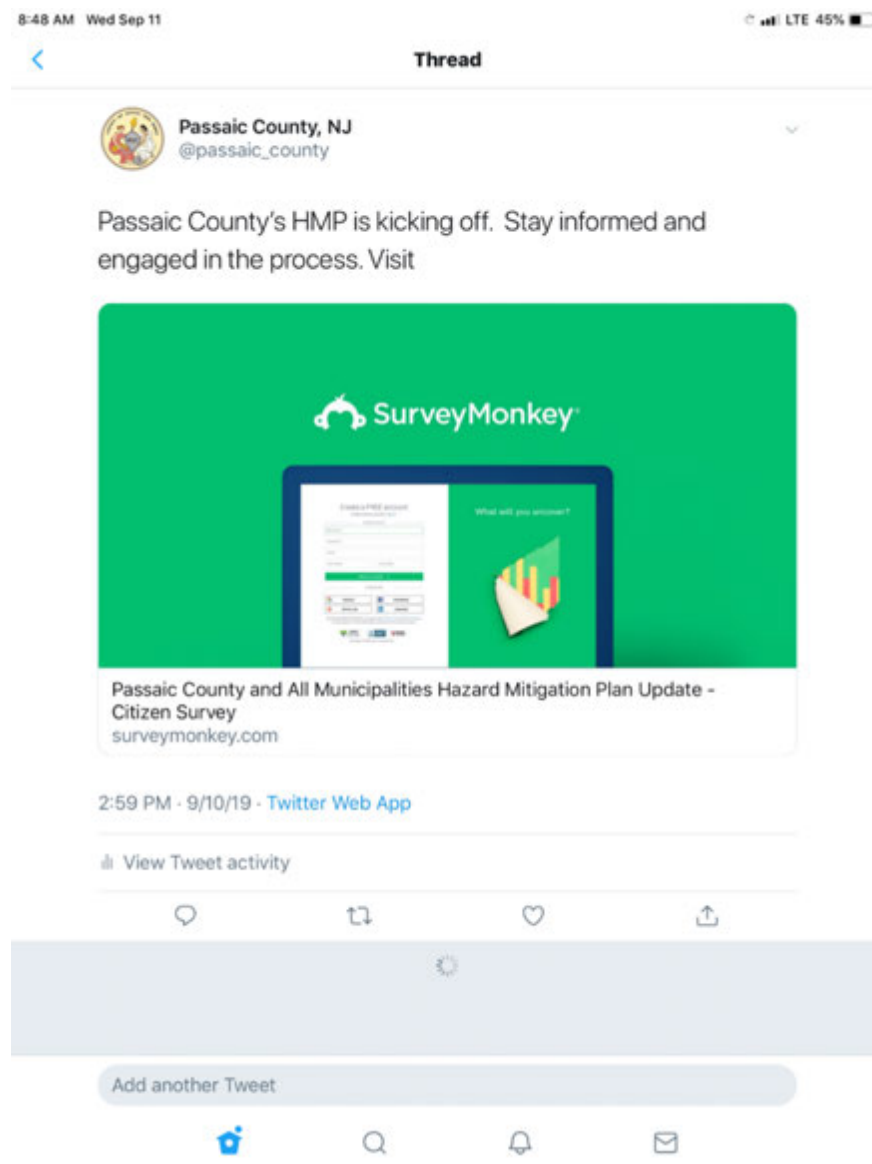 8:48 AM Wed Sep 11
LTE 45%
Thread
Passaic County, NJ
@passaic_county
Passaic County's HMP is kicking off. Stay informed and
engaged in the process. Visit
SurveyMonkey
What will you uncover?
Passaic County and All Municipalities Hazard Mitigation Plan Update -
Citizen Survey
surveymonkey.com
2:59 PM · 9/10/19 · Twitter Web App
View Tweet activity
Add another Tweet